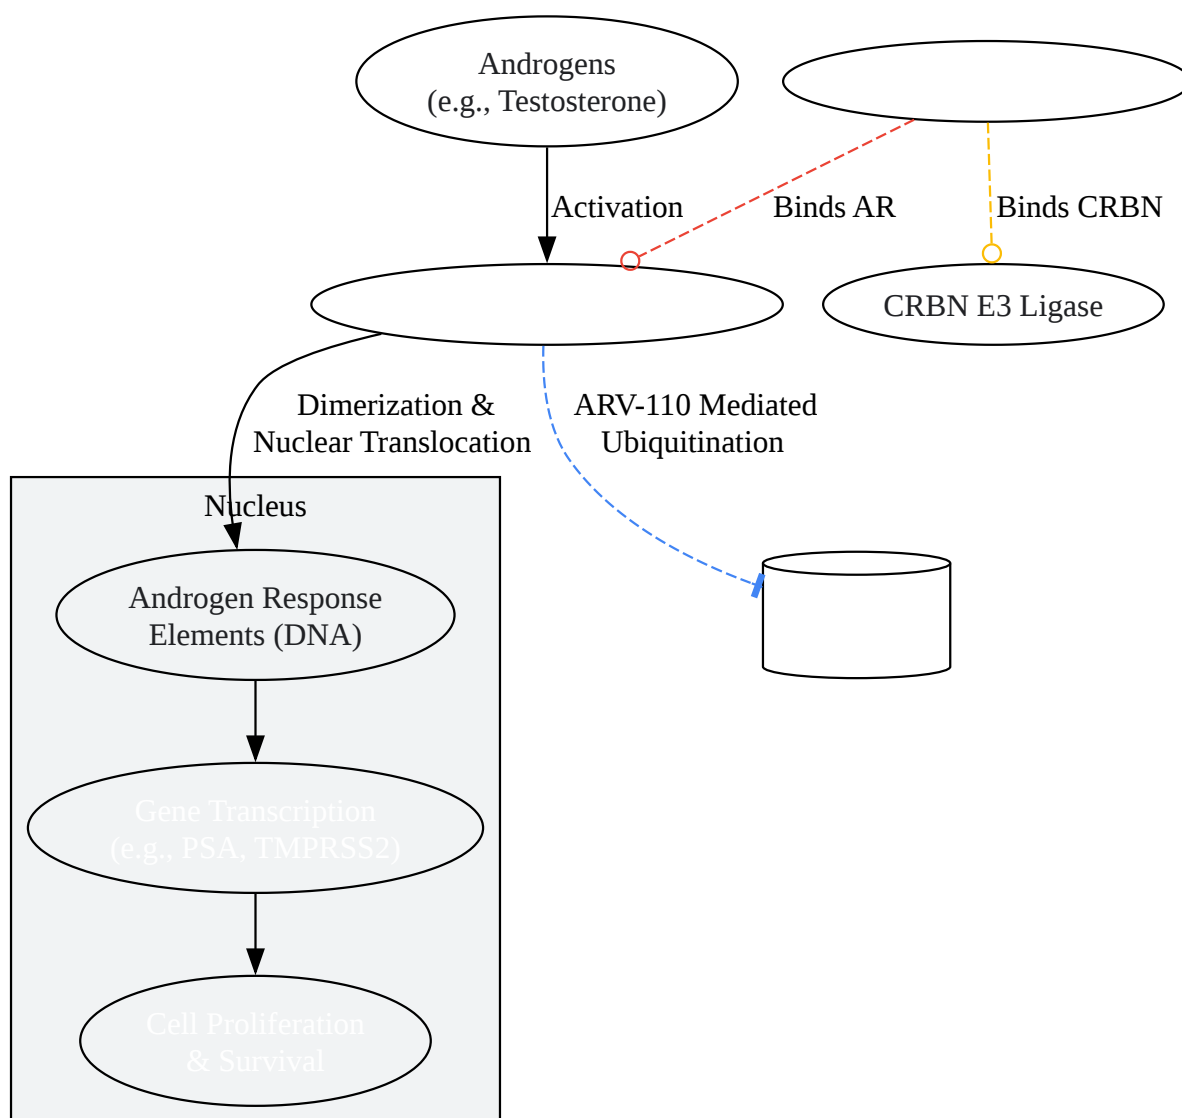 Androgens
(e.g., Testosterone)
Activation
Binds AR
Binds CRBN
CRBN E3 Ligase
Dimerization &
Nuclear Translocation
ARV-110 Mediated
Ubiquitination
Nucleus
Androgen Response
Elements (DNA)
Gene Transcription
(e.g., PSA, TMPRSS2)
Cell Proliferation
& Survival